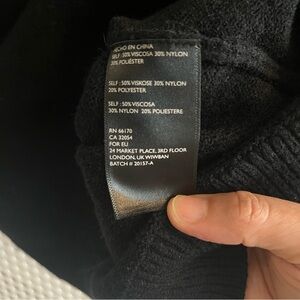 HECHO EN CHINA
SELF : 50% VISCOSA 30% NYLON
20% POLIÉSTER
SELF : 50% VISKOSE 30% NYLON
20% POLYESTER
SELF : 50% VISCOSA
30% NYLON 20% POLIESTERE
RN 66170
CA 32054
FOR EU
24 MARKET PLACE, 3RD FLOOR
LONDON, UK W1W8AN
BATCH # 20157-A